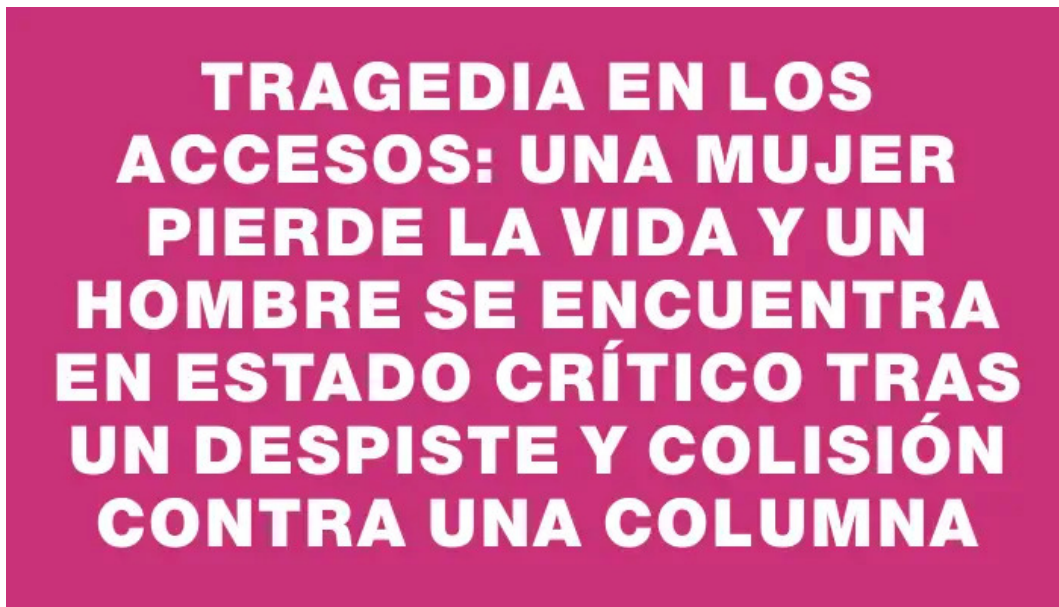 TRAGEDIA EN LOS
ACCESOS: UNA MUJER
PIERDE LA VIDA Y UN
HOMBRE SE ENCUENTRA
EN ESTADO CRÍTICO TRAS
UN DESPISTE Y COLISIÓN
CONTRA UNA COLUMNA